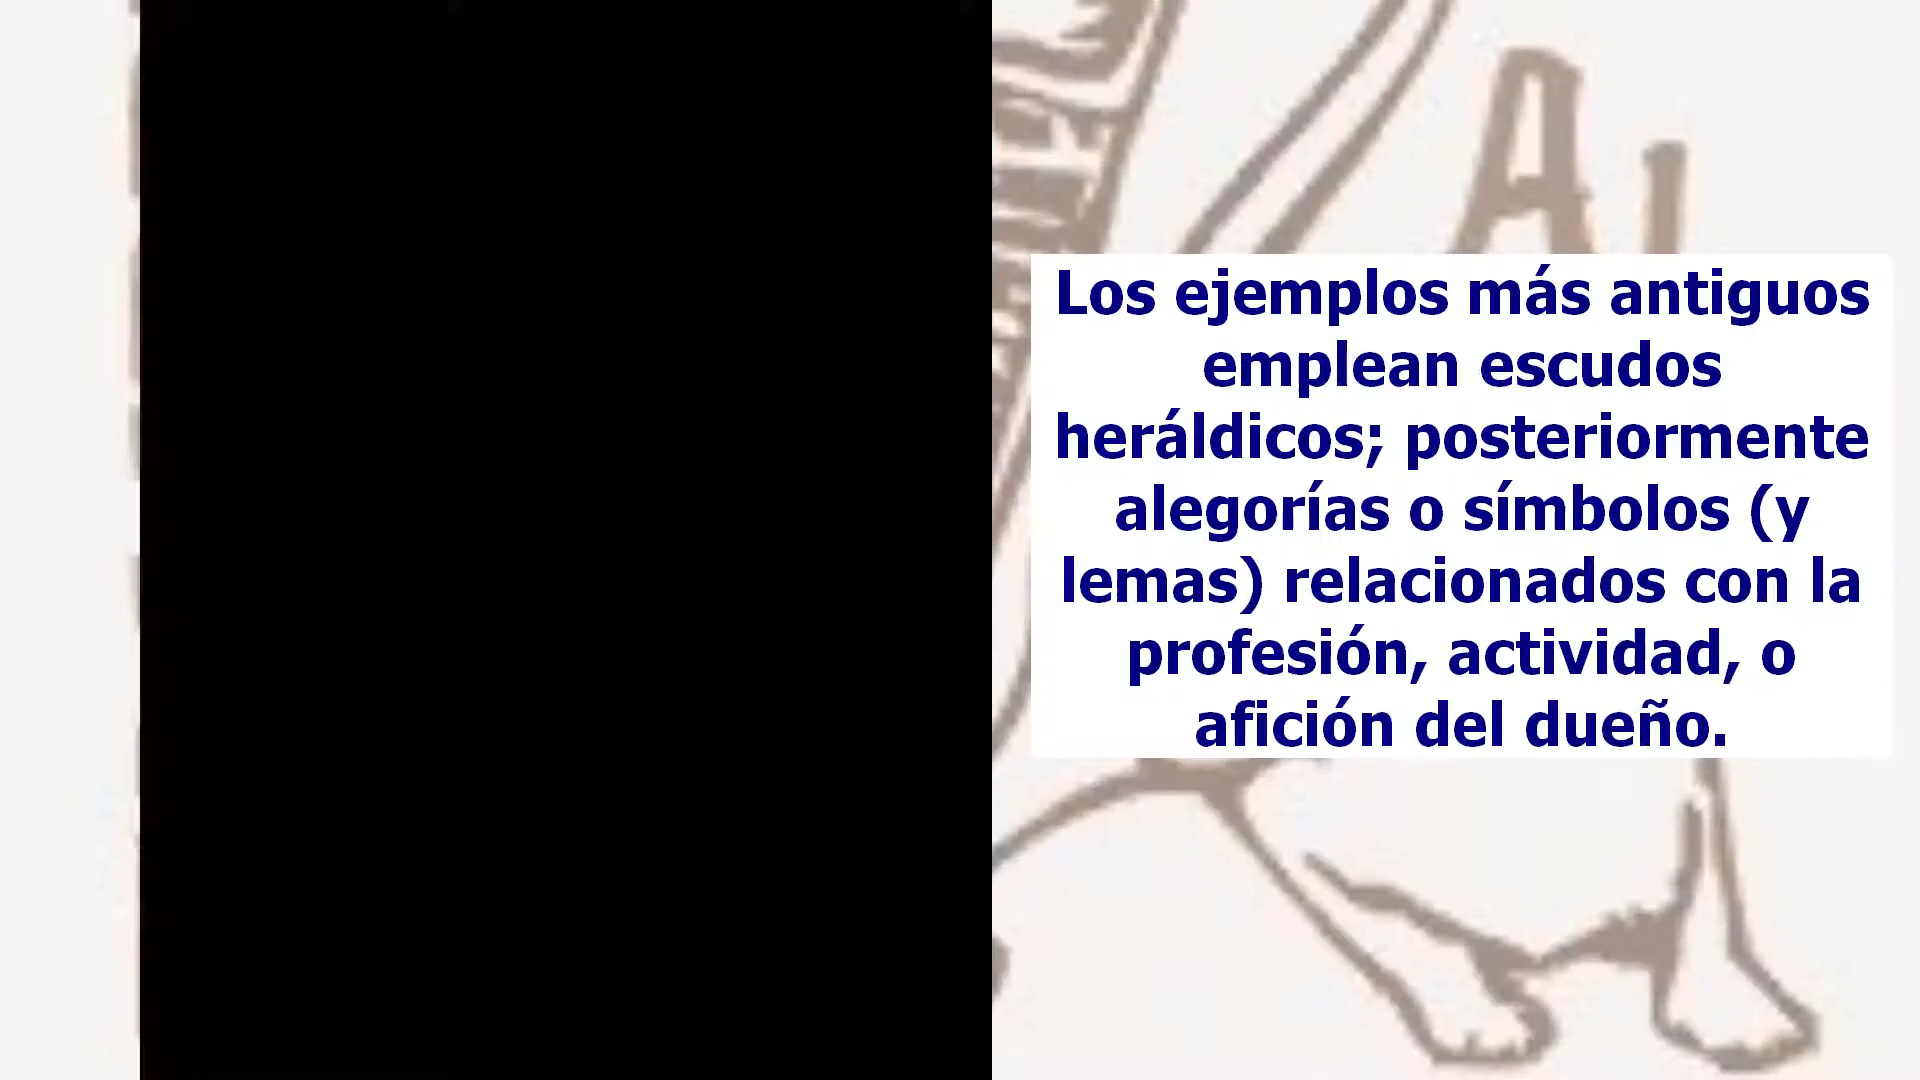 Los ejemplos más antiguos
emplean escudos
heráldicos; posteriormente
alegorías o símbolos (y
lemas) relacionados con la
profesión, actividad, o
afición del dueño.